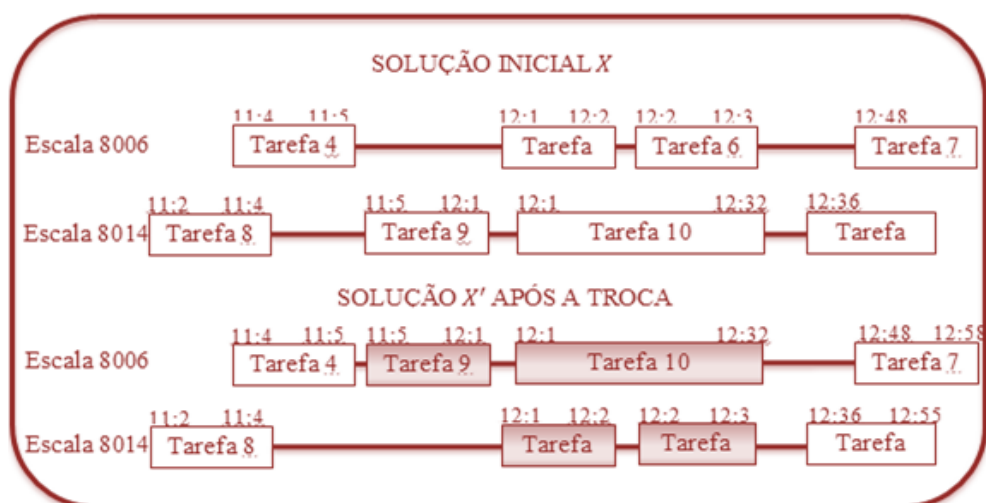 SOLUÇÃO INICIAL X
11:4 11:5 12:1 12:2 12:2 12:3 12:48
Escala 8006 Tarefa 4 Tarefa Tarefa 6 Tarefa 7
11:2 11:4 11:5 12:1 12:1 12:32 12:36
Escala 8014 Tarefa 8 Tarefa 9 Tarefa 10 Tarefa
SOLUÇÃO X' APÓS A TROCA
11:4 11:5 11:5 12:1 12:1 12:32 12:48 12:58
Escala 8006 Tarefa 4 Tarefa 9 Tarefa 10 Tarefa 7
11:2 11:4 12:1 12:2 12:2 12:3 12:36 12:55
Escala 8014 Tarefa 8 Tarefa Tarefa Tarefa